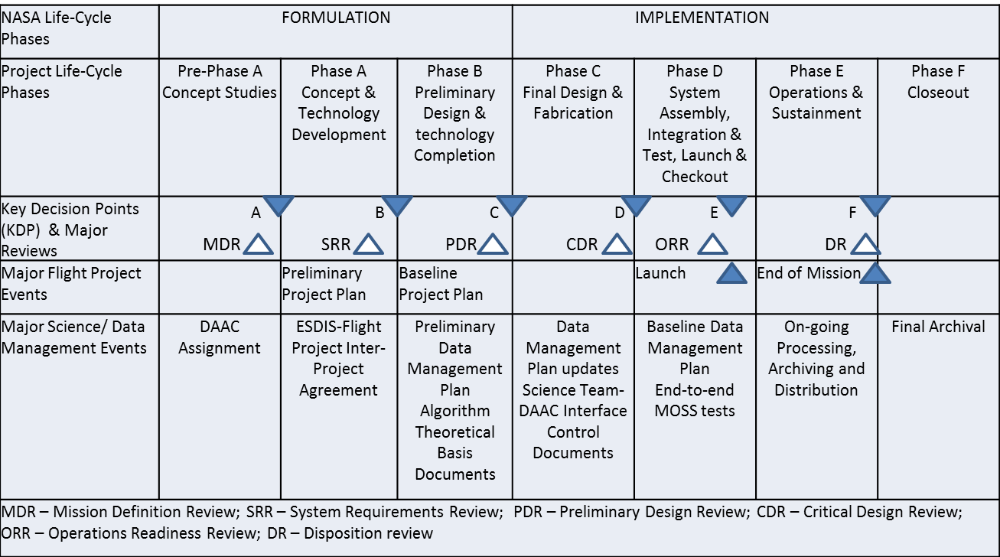 NASA Life-Cycle
Phases
FORMULATION
IMPLEMENTATION
Project Life-Cycle
Phases
Pre-Phase A
Concept Studies
Phase A
Concept &
Technology
Development
Phase B
Preliminary
Design &
technology
Completion
Phase C
Final Design &
Fabrication
Phase D
System
Assembly,
Integration &
Test, Launch &
Checkout
Phase E
Operations &
Sustainment
Phase F
Closeout
Key Decision Points
(KDP) & Major
Reviews
A
MDR
B
SRR
C
PDR
D
CDR
E
ORR
F
DR
Major Flight Project
Events
Preliminary
Project Plan
Baseline
Project Plan
Launch
End of Mission
Major Science/ Data
Management Events
DAAC
Assignment
ESDIS-Flight
Project Inter-
Project
Agreement
Preliminary
Data
Management
Plan
Algorithm
Theoretical
Basis
Documents
Data
Management
Plan updates
Science Team-
DAAC Interface
Control
Documents
Baseline Data
Management
Plan
End-to-end
MOSS tests
On-going
Processing,
Archiving and
Distribution
Final Archival
MDR – Mission Definition Review; SRR – System Requirements Review; PDR – Preliminary Design Review; CDR – Critical Design Review;
ORR – Operations Readiness Review; DR – Disposition review